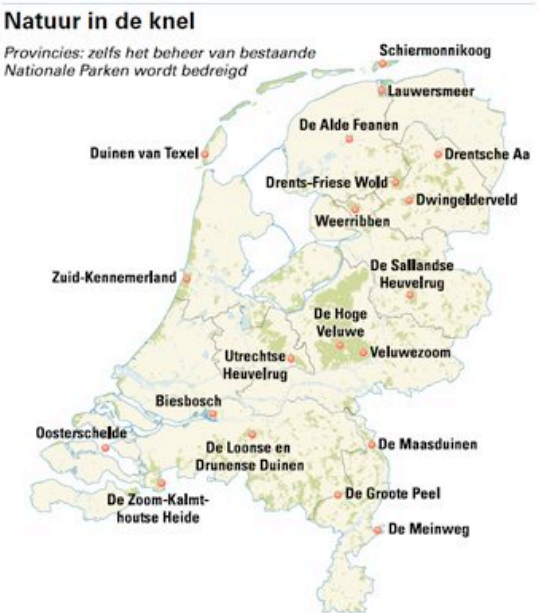 Natuur in de knel
Provincies: zelfs het beheer van bestaande
Nationale Parken wordt bedreigd
Schiermonnikoog
Lauwersmeer
De Alde Feanen
Duinen van Texel
Drentsche Aa
Drents-Friese Wold
Dwingelderveld
Weerribben
De Sallandse
Heuvelrug
Zuid-Kennemerland
De Hoge
Veluwe
Utrechtse
Heuvelrug
Veluwezoom
Biesbosch
Oosterschelde
De Loonse en
Drunense Duinen
De Maasduinen
De Zoom-Kalmt-
houtse Heide
De Groote Peel
De Meinweg